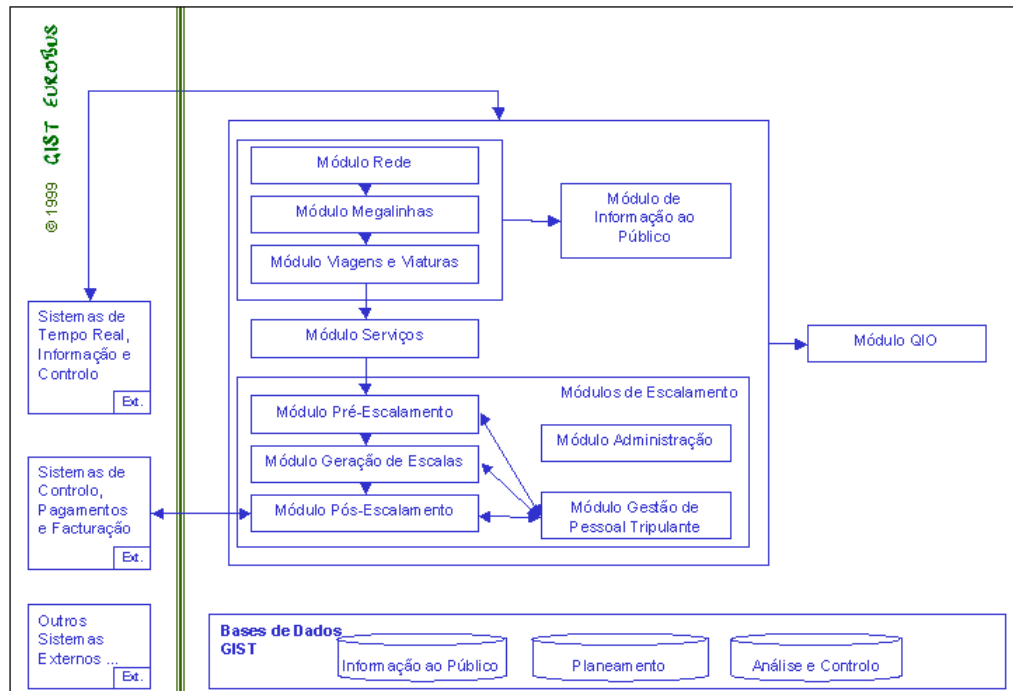 © 1999 GIST EUROBUS
Módulo Rede
Módulo Megalinhas
Módulo Viagens e Viaturas
Módulo de
Informação ao
Público
Sistemas de
Tempo Real,
Informação e
Controlo
Ext.
Módulo Serviços
Módulo QIO
Módulos de Escalamento
Módulo Pré-Escalamento
Módulo Administração
Módulo Geração de Escalas
Sistemas de
Controlo,
Pagamentos
e Facturação
Ext.
Módulo Pós-Escalamento
Módulo Gestão de
Pessoal Tripulante
Outros
Sistemas
Externos ...
Ext.
Bases de Dados
GIST
Informação ao Público
Planeamento
Análise e Controlo